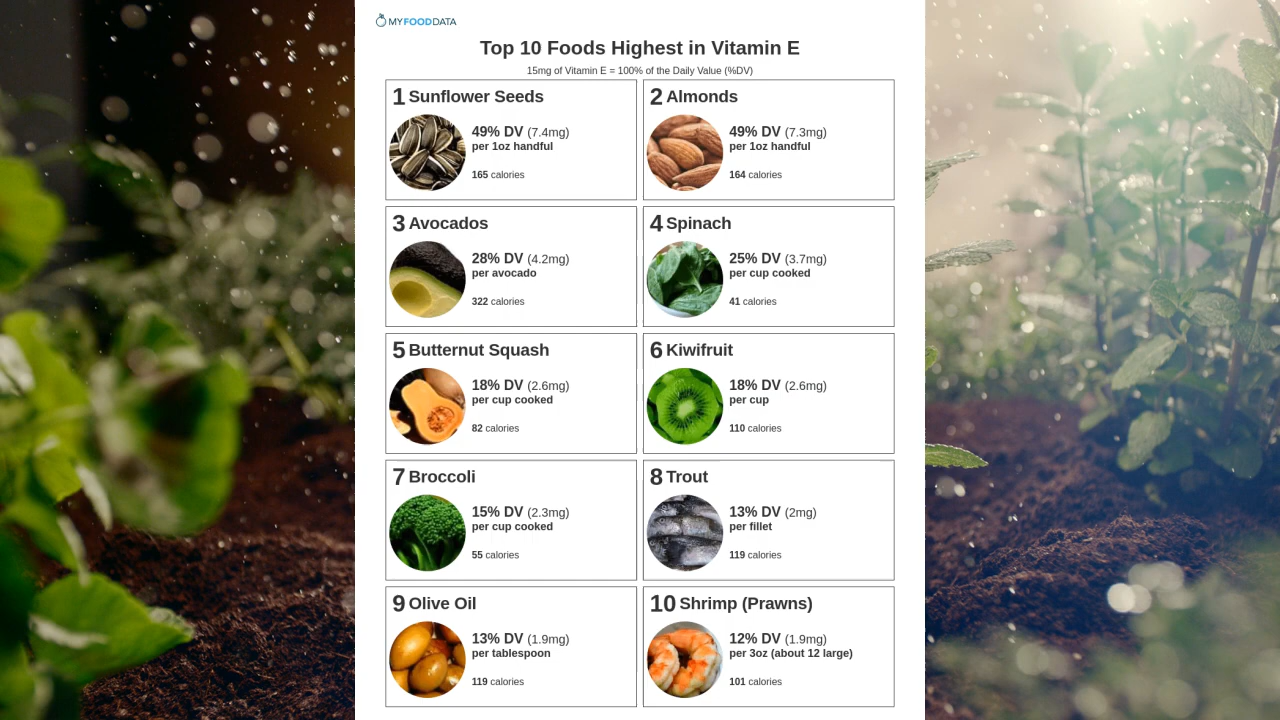 MYFOODDATA
Top 10 Foods Highest in Vitamin E
15mg of Vitamin E = 100% of the Daily Value (%DV)
1 Sunflower Seeds
49% DV (7.4mg)
per 1oz handful
165 calories
2 Almonds
49% DV (7.3mg)
per 1oz handful
164 calories
3 Avocados
28% DV (4.2mg)
per avocado
322 calories
4 Spinach
25% DV (3.7mg)
per cup cooked
41 calories
5 Butternut Squash
18% DV (2.6mg)
per cup cooked
82 calories
6 Kiwifruit
18% DV (2.6mg)
per cup
110 calories
7 Broccoli
15% DV (2.3mg)
per cup cooked
55 calories
8 Trout
13% DV (2mg)
per fillet
119 calories
9 Olive Oil
13% DV (1.9mg)
per tablespoon
119 calories
10 Shrimp (Prawns)
12% DV (1.9mg)
per 3oz (about 12 large)
101 calories